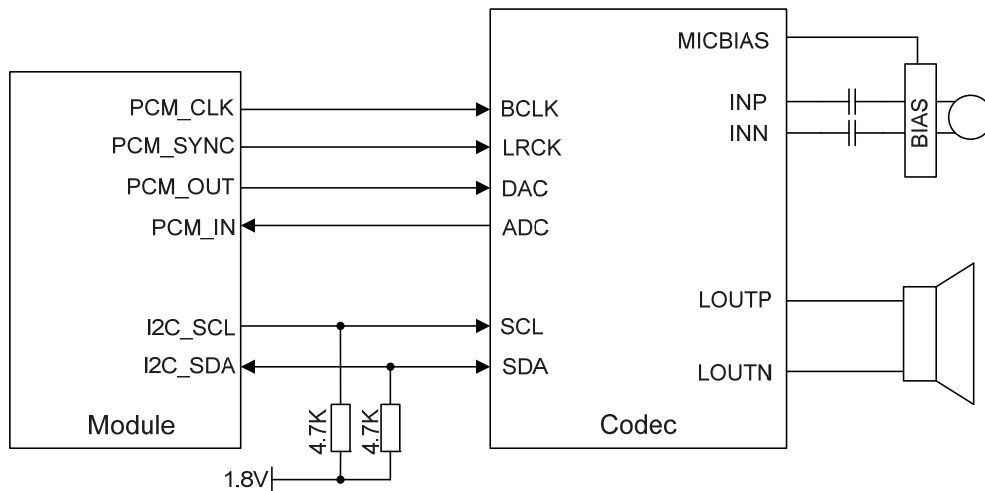 MICBIAS
PCM_CLK
BCLK
INP
PCM_SYNC
LRCK
INN
BIAS
PCM_OUT
DAC
PCM_IN
ADC
LOUTP
I2C_SCL
SCL
I2C_SDA
SDA
LOUTN
4.7K
4.7K
Module
Codec
1.8V